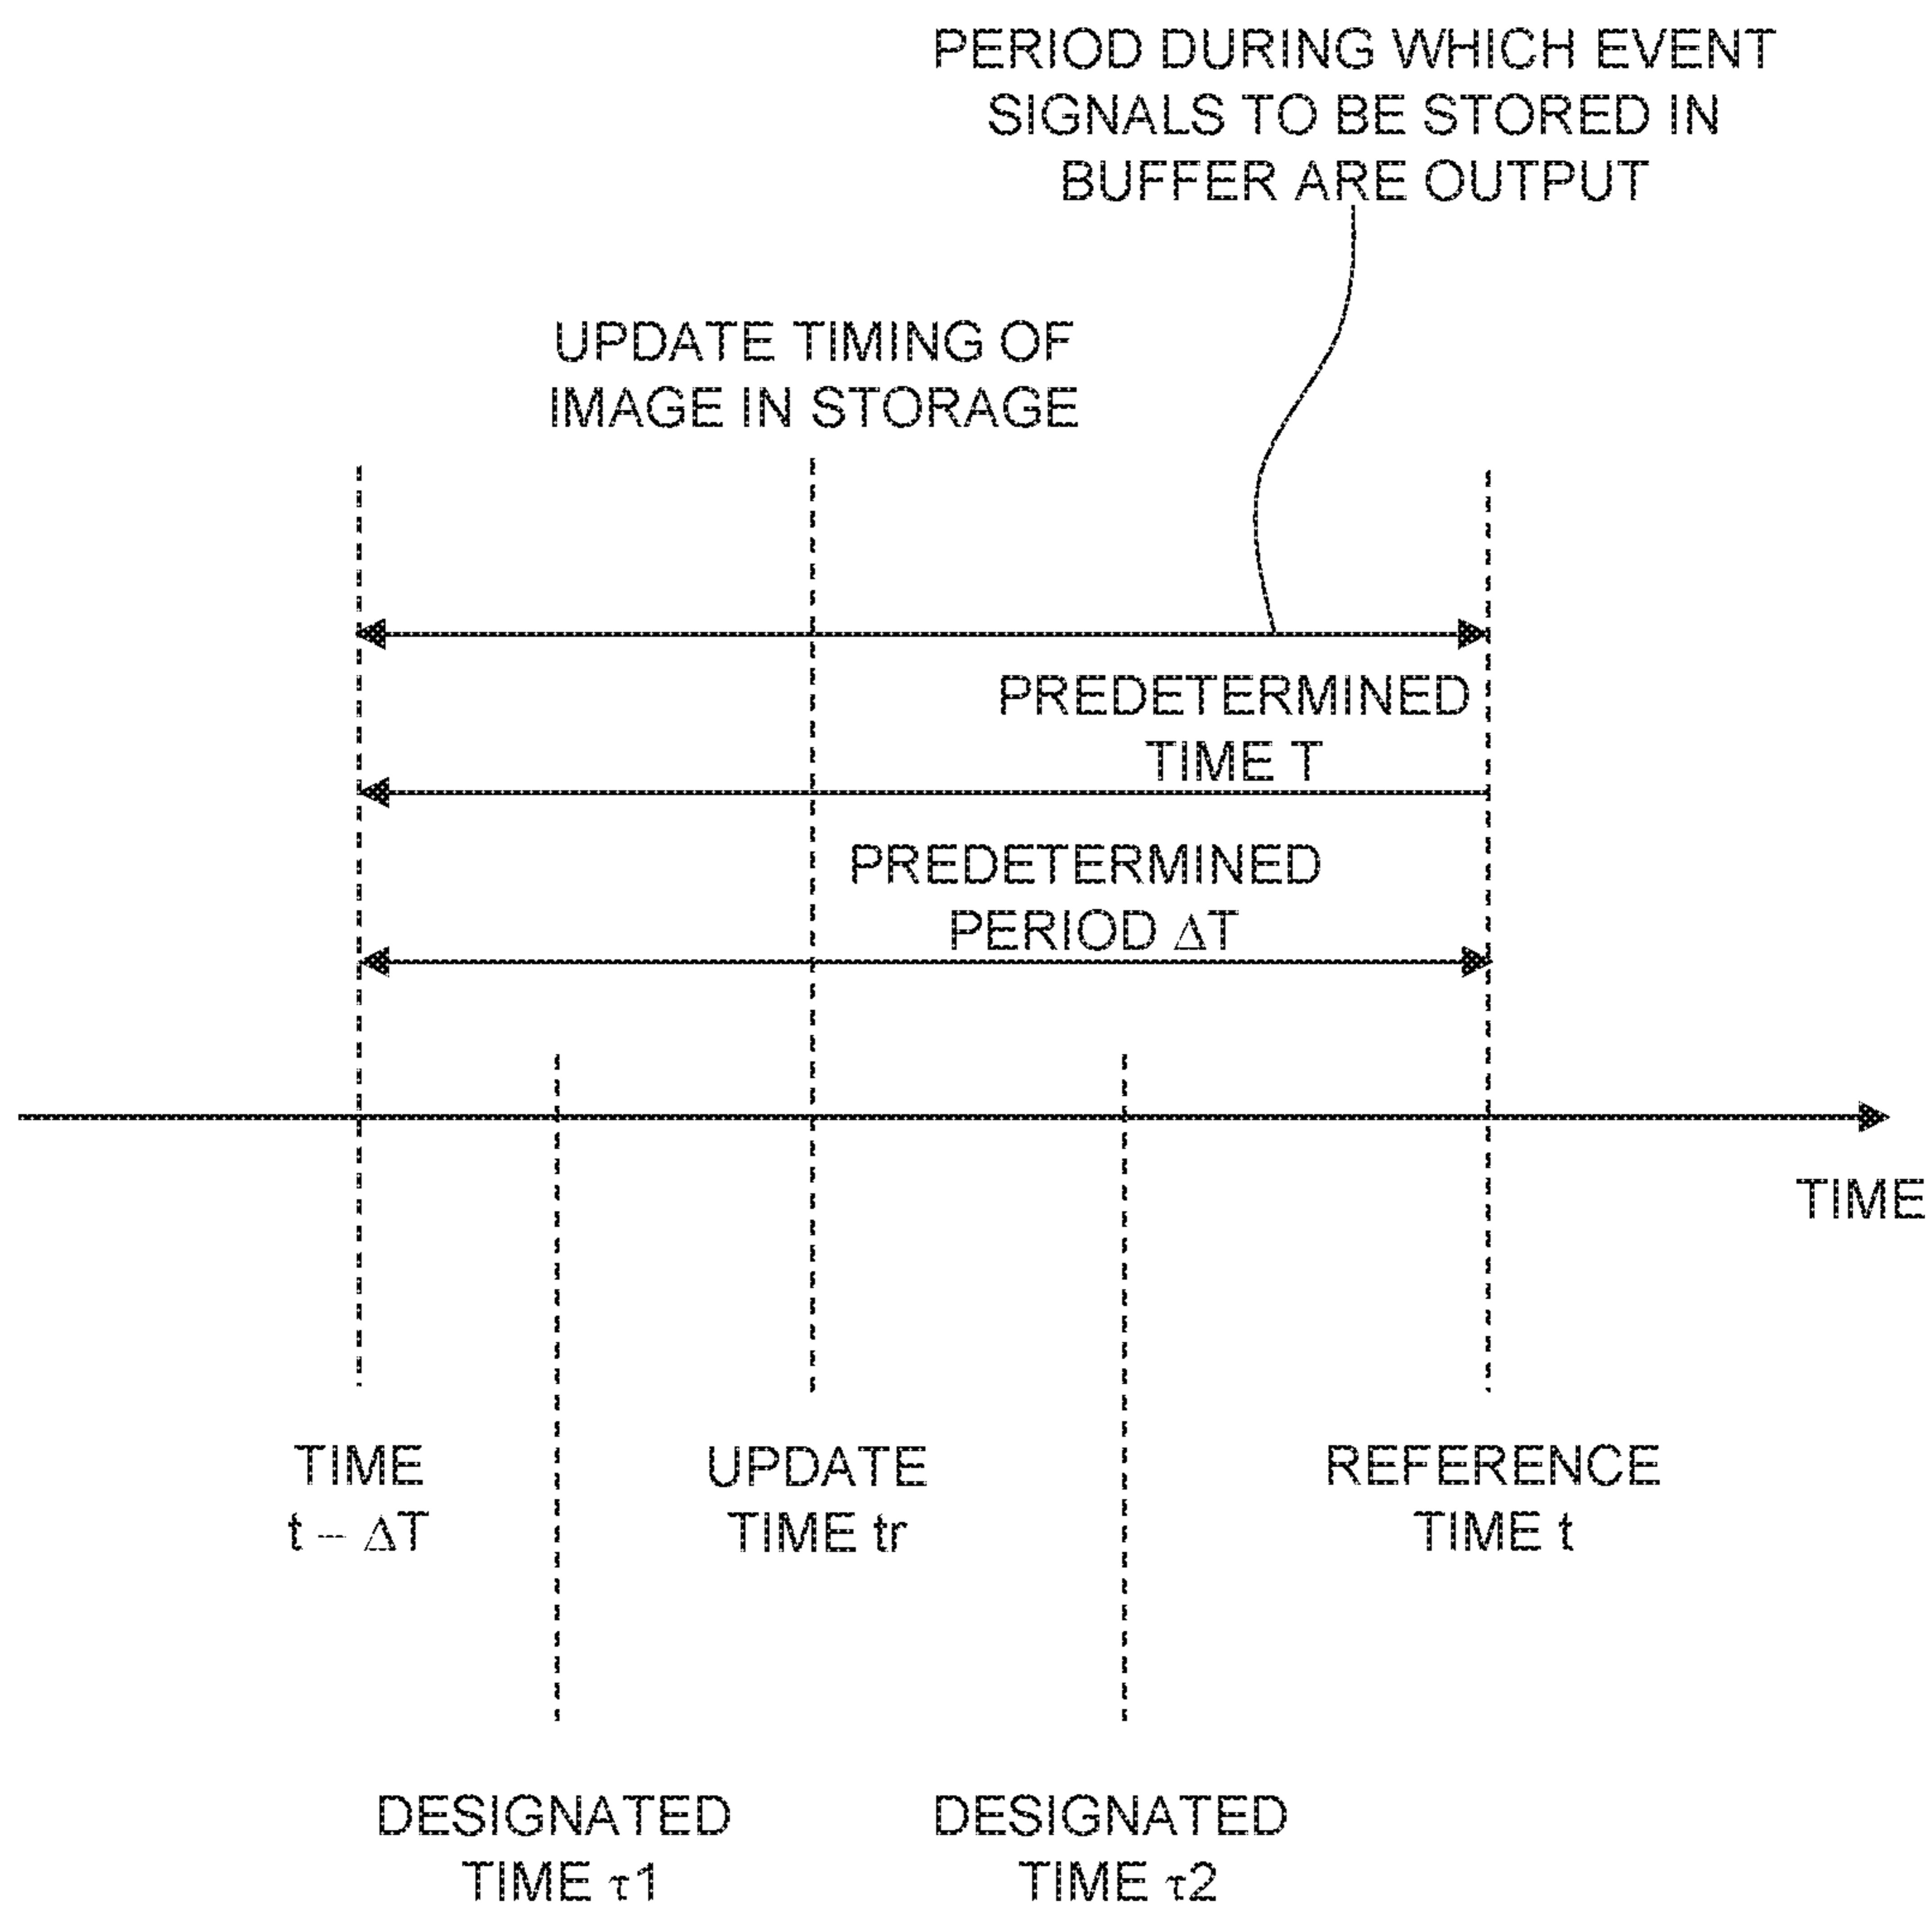 PERIOD DURING WHICH EVENT
SIGNALS TO BE STORED IN
BUFFER ARE OUTPUT
UPDATE TIMING OF
IMAGE IN STORAGE
PREDETERMINED
TIME T
PREDETERMINED
PERIOD ΔT
TIME
TIME
t – ΔT
UPDATE
TIME tr
REFERENCE
TIME t
DESIGNATED
TIME τ1
DESIGNATED
TIME τ2